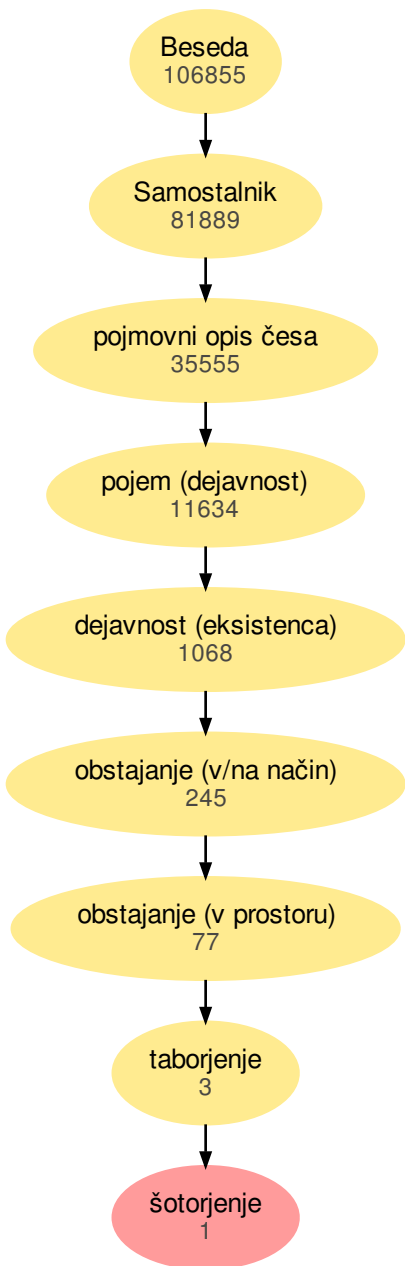 Beseda
106855
Samostalnik
81889
pojmovni opis česa
35555
pojem (dejavnost)
11634
dejavnost (eksistenca)
1068
obstajanje (v/na način)
245
obstajanje (v prostoru)
77
taborjenje
3
šotorjenje
1